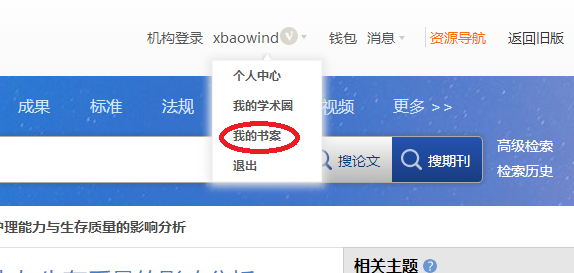 机构登录 xbaowind V 钱包 消息 资源导航 返回旧版
个人中心
我的学术圈
我的书案
退出
成果 标准 法规 视频 更多 >>
搜论文 搜期刊
高级检索
检索历史
理能力与生存质量的影响分析
相关主题 ?